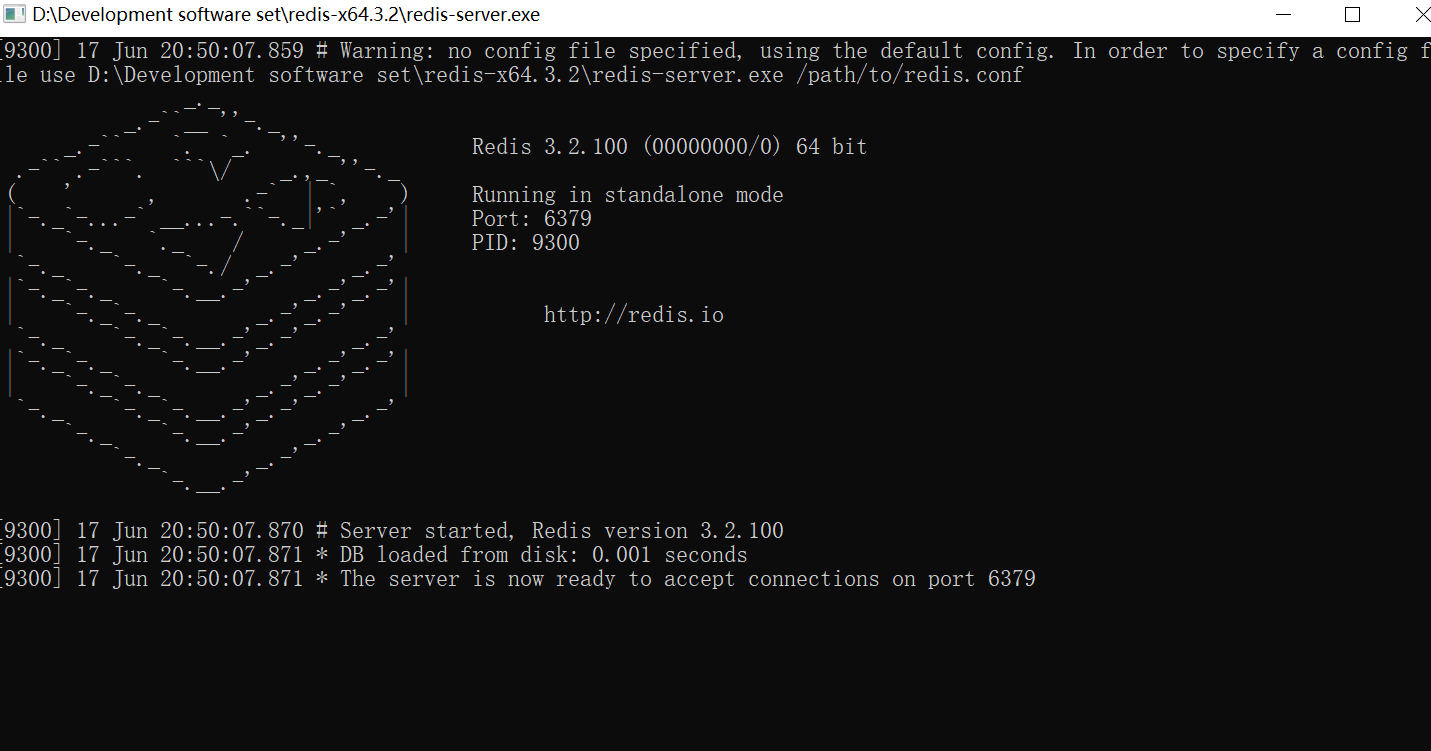 D:\Development software set\redis-x64.3.2\redis-server.exe
[9300] 17 Jun 20:50:07.859 # Warning: no config file specified, using the default config. In order to specify a config f
ile use D:\Development software set\redis-x64.3.2\redis-server.exe /path/to/redis.conf
Redis 3.2.100 (00000000/0) 64 bit
Running in standalone mode
Port: 6379
PID: 9300
http://redis.io
[9300] 17 Jun 20:50:07.870 # Server started, Redis version 3.2.100
[9300] 17 Jun 20:50:07.871 * DB loaded from disk: 0.001 seconds
[9300] 17 Jun 20:50:07.871 * The server is now ready to accept connections on port 6379